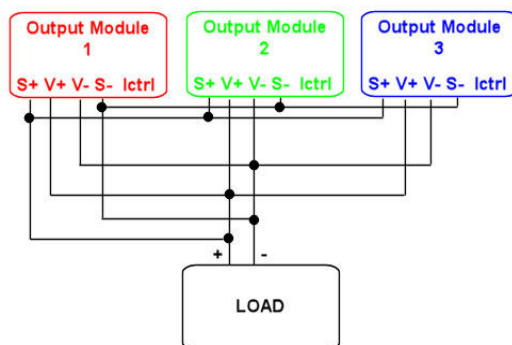 Output Module
1
S+ V+ V- S- Ictrl
Output Module
2
S+ V+ V- S- Ictrl
Output Module
3
S+ V+ V- S- Ictrl
+ -
LOAD